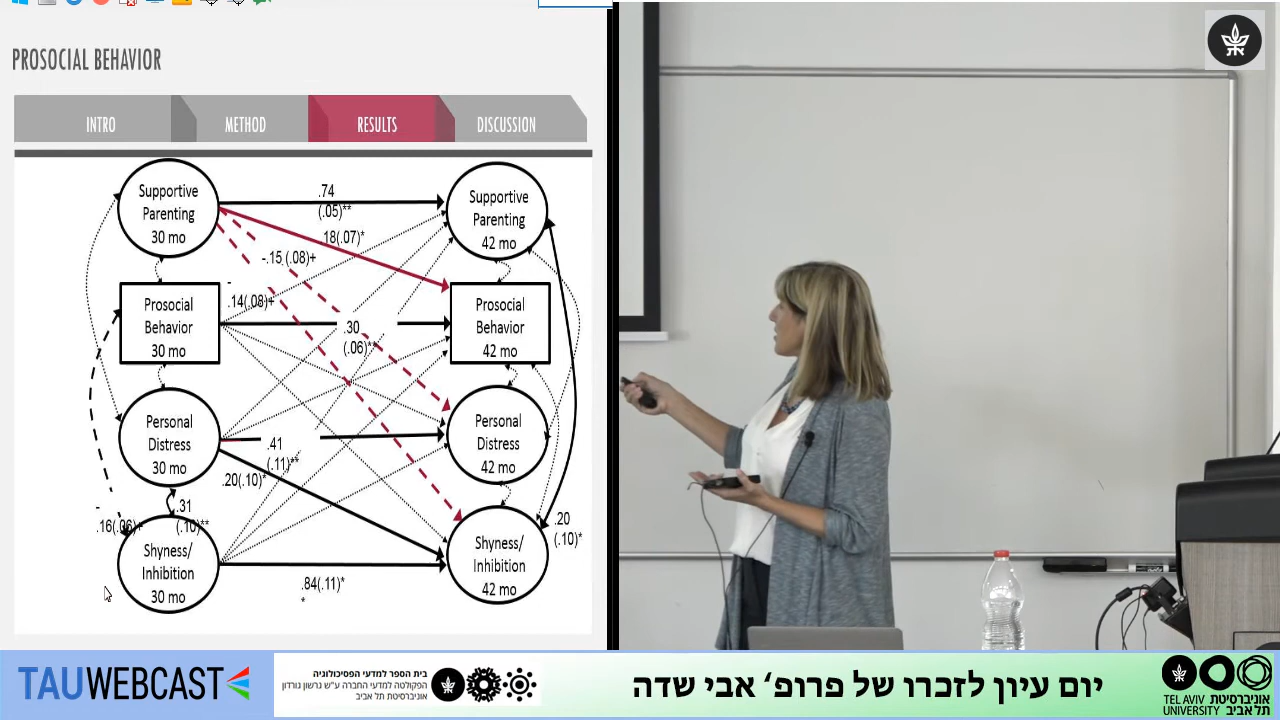 PROSOCIAL BEHAVIOR
INTRO
METHOD
RESULTS
DISCUSSION
Supportive
Parenting
30 mo
Prosocial
Behavior
30 mo
Personal
Distress
30 mo
Shyness/
Inhibition
30 mo
.74
(.05)**
18(.07)*
-.15 (.08)+
-
.14(.08)+
.30
(.06)**
.41
(.11)**
.20(.10)*
.31
(.10)**
-
.16(.06)+
.84(.11)*
*
Supportive
Parenting
42 mo
Prosocial
Behavior
42 mo
Personal
Distress
42 mo
Shyness/
Inhibition
42 mo
.20
(.10)*
TAUWEBCAST
בית הספר למדעי הפסיכולוגיה
הפקולטה למדעי החברה ע"ש גרשון גורדון
אוניברסיטת תל אביב
יום עיון לזכרו של פרופ' אבי שדה
TEL AVIV UNIVERSITY
אוניברסיטת תל אביב